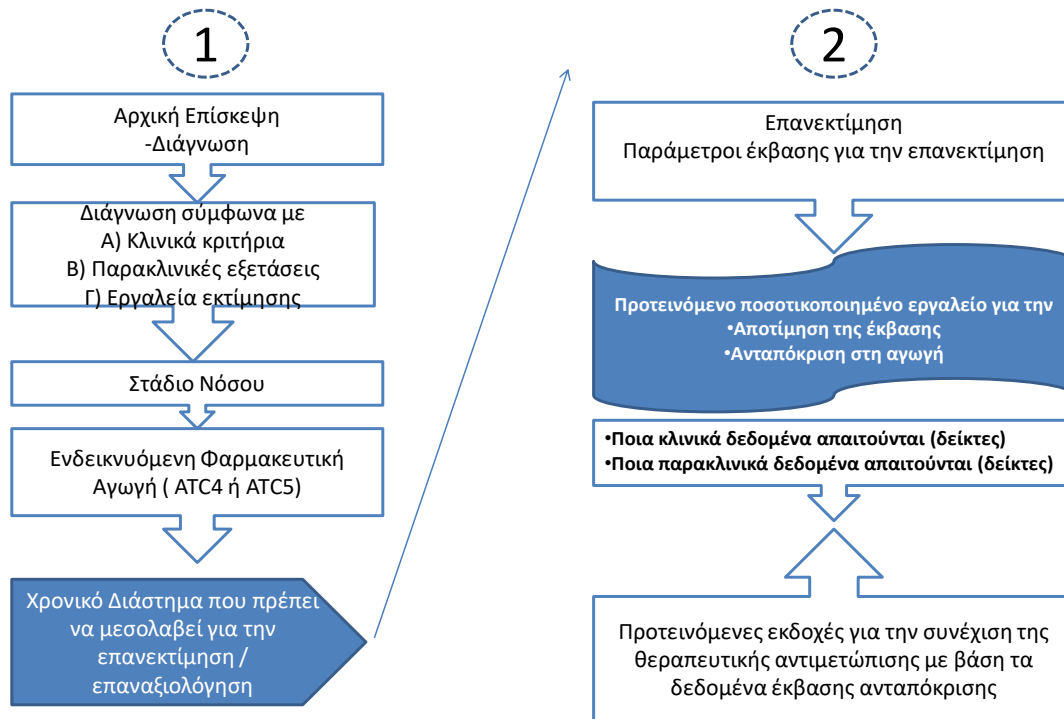 1
Αρχική Επίσκεψη
-Διάγνωση
Διάγνωση σύμφωνα με
Α) Κλινικά κριτήρια
Β) Παρακλινικές εξετάσεις
Γ) Εργαλεία εκτίμησης
Στάδιο Νόσου
Ενδεικνυόμενη Φαρμακευτική
Αγωγή ( ATC4 ή ATC5)
Χρονικό Διάστημα που πρέπει
να μεσολαβεί για την
επανεκτίμηση /
επαναξιολόγηση
2
Επανεκτίμηση
Παράμετροι έκβασης για την επανεκτίμηση
Προτεινόμενο ποσοτικοποιημένο εργαλείο για την
•Αποτίμηση της έκβασης
•Ανταπόκριση στη αγωγή
•Ποια κλινικά δεδομένα απαιτούνται (δείκτες)
•Ποια παρακλινικά δεδομένα απαιτούνται (δείκτες)
Προτεινόμενες εκδοχές για την συνέχιση της
θεραπευτικής αντιμετώπισης με βάση τα
δεδομένα έκβασης ανταπόκρισης